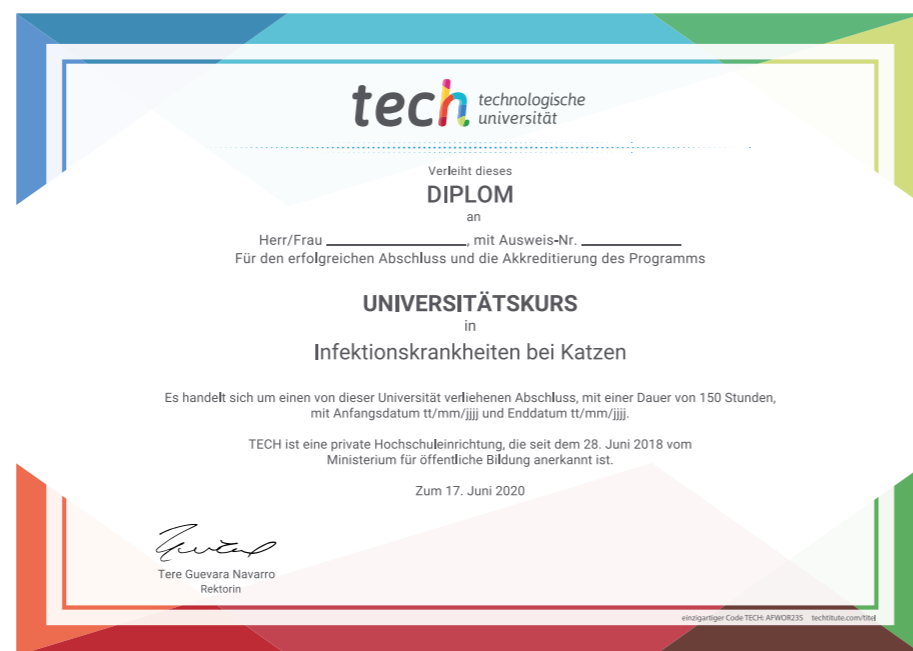 tech technologische
universität
Verleiht dieses
DIPLOM
an
Herr/Frau ____________________, mit Ausweis-Nr. ______________
Für den erfolgreichen Abschluss und die Akkreditierung des Programms
UNIVERSITÄTSKURS
in
Infektionskrankheiten bei Katzen
Es handelt sich um einen von dieser Universität verliehenen Abschluss, mit einer Dauer von 150 Stunden,
mit Anfangsdatum tt/mm/jjjj und Enddatum tt/mm/jjjj.
TECH ist eine private Hochschuleinrichtung, die seit dem 28. Juni 2018 vom
Ministerium für öffentliche Bildung anerkannt ist.
Zum 17. Juni 2020
Tere Guevara Navarro
Rektorin
einzigartiger Code TECH: AFWOR23S techtitute.com/titel